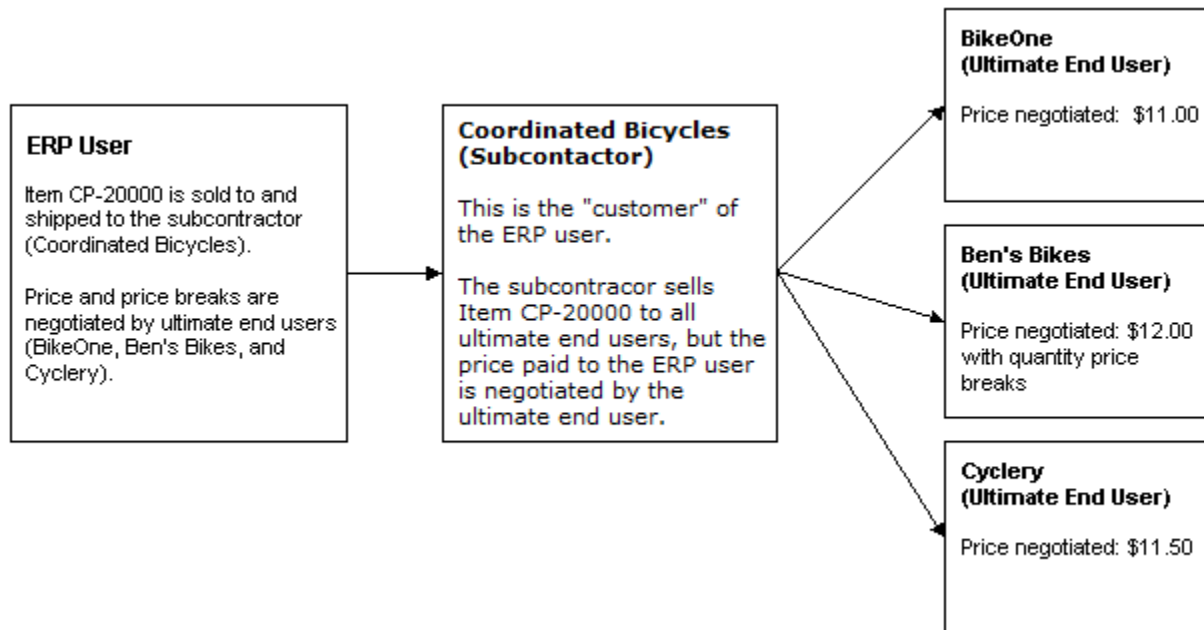 ERP User
Item CP-20000 is sold to and
shipped to the subcontractor
(Coordinated Bicycles).
Price and price breaks are
negotiated by ultimate end users
(BikeOne, Ben's Bikes, and
Cyclery).
Coordinated Bicycles
(Subcontactor)
This is the "customer" of
the ERP user.
The subcontracor sells
Item CP-20000 to all
ultimate end users, but the
price paid to the ERP user
is negotiated by the
ultimate end user.
BikeOne
(Ultimate End User)
Price negotiated: $11.00
Ben's Bikes
(Ultimate End User)
Price negotiated: $12.00
with quantity price
breaks
Cyclery
(Ultimate End User)
Price negotiated: $11.50